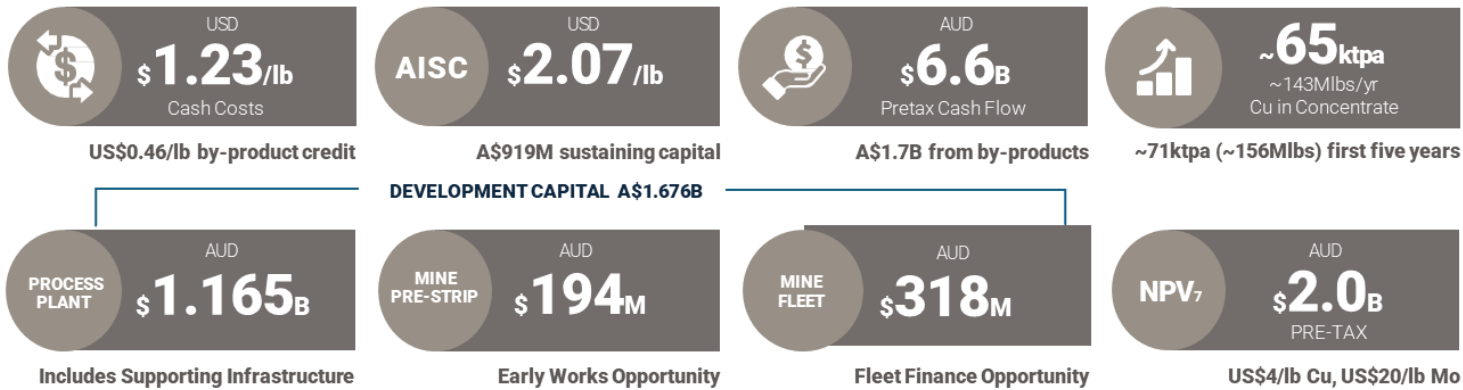 USD
$1.23/lb
Cash Costs
US$0.46/lb by-product credit
AISC
USD
$2.07/lb
A$919M sustaining capital
AUD
$6.6B
Pretax Cash Flow
A$1.7B from by-products
~65ktpa
~143Mlbs/yr
Cu in Concentrate
~71ktpa (~156Mlbs) first five years
DEVELOPMENT CAPITAL A$1.676B
PROCESS
PLANT
AUD
$1.165B
Includes Supporting Infrastructure
MINE
PRE-STRIP
AUD
$194M
Early Works Opportunity
MINE
FLEET
AUD
$318M
Fleet Finance Opportunity
NPV7
AUD
$2.0B
PRE-TAX
US$4/lb Cu, US$20/lb Mo